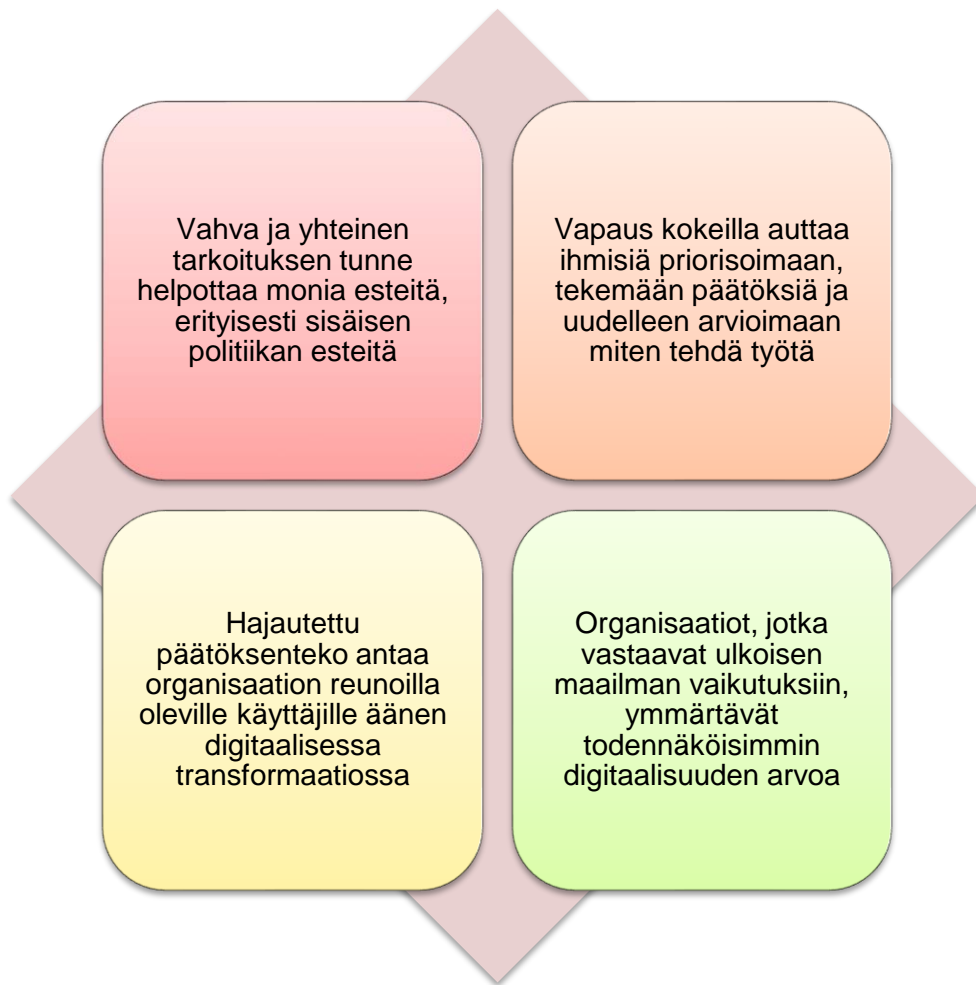 Vahva ja yhteinen
tarkoituksen tunne
helpottaa monia esteitä,
erityisesti sisäisen
politiikan esteitä
Vapaus kokeilla auttaa
ihmisiä priorisoimaan,
tekemään päätöksiä ja
uudelleen arvioimaan
miten tehdä työtä
Hajautettu
päätöksenteko antaa
organisaation reunoilla
oleville käyttäjille äänen
digitaalisessa
transformaatiossa
Organisaatiot, jotka
vastaavat ulkoisen
maailman vaikutuksiin,
ymmärtävät
todennäköisimmin
digitaalisuuden arvoa